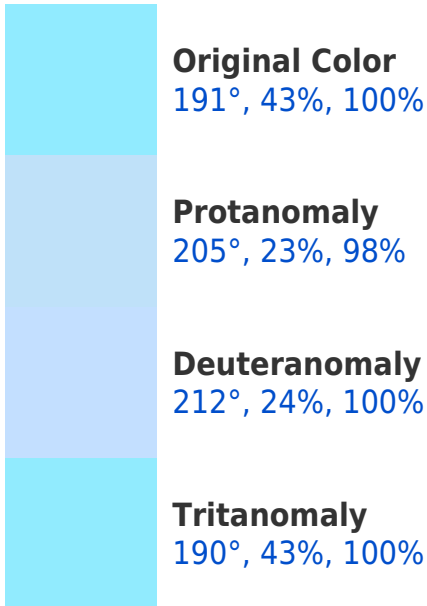 Original Color
191°, 43%, 100%
Protanomaly
205°, 23%, 98%
Deuteranomaly
212°, 24%, 100%
Tritanomaly
190°, 43%, 100%